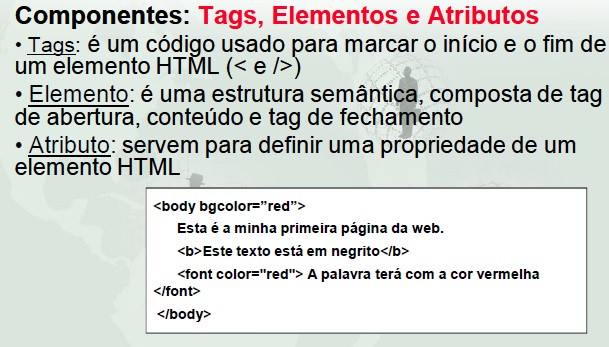 Componentes: Tags, Elementos e Atributos
• Tags: é um código usado para marcar o início e o fim de
um elemento HTML (< e />)
• Elemento: é uma estrutura semântica, composta de tag
de abertura, conteúdo e tag de fechamento
• Atributo: servem para definir uma propriedade de um
elemento HTML
<body bgcolor=”red”>
Esta é a minha primeira página da web.
<b>Este texto está em negrito</b>
<font color="red"> A palavra terá com a cor vermelha
</font>
</body>